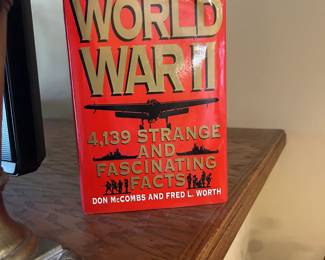 WORLD
WAR II
4,139 STRANGE
AND
FASCINATING
FACTS
DON McCOMBS AND FRED L. WORTH